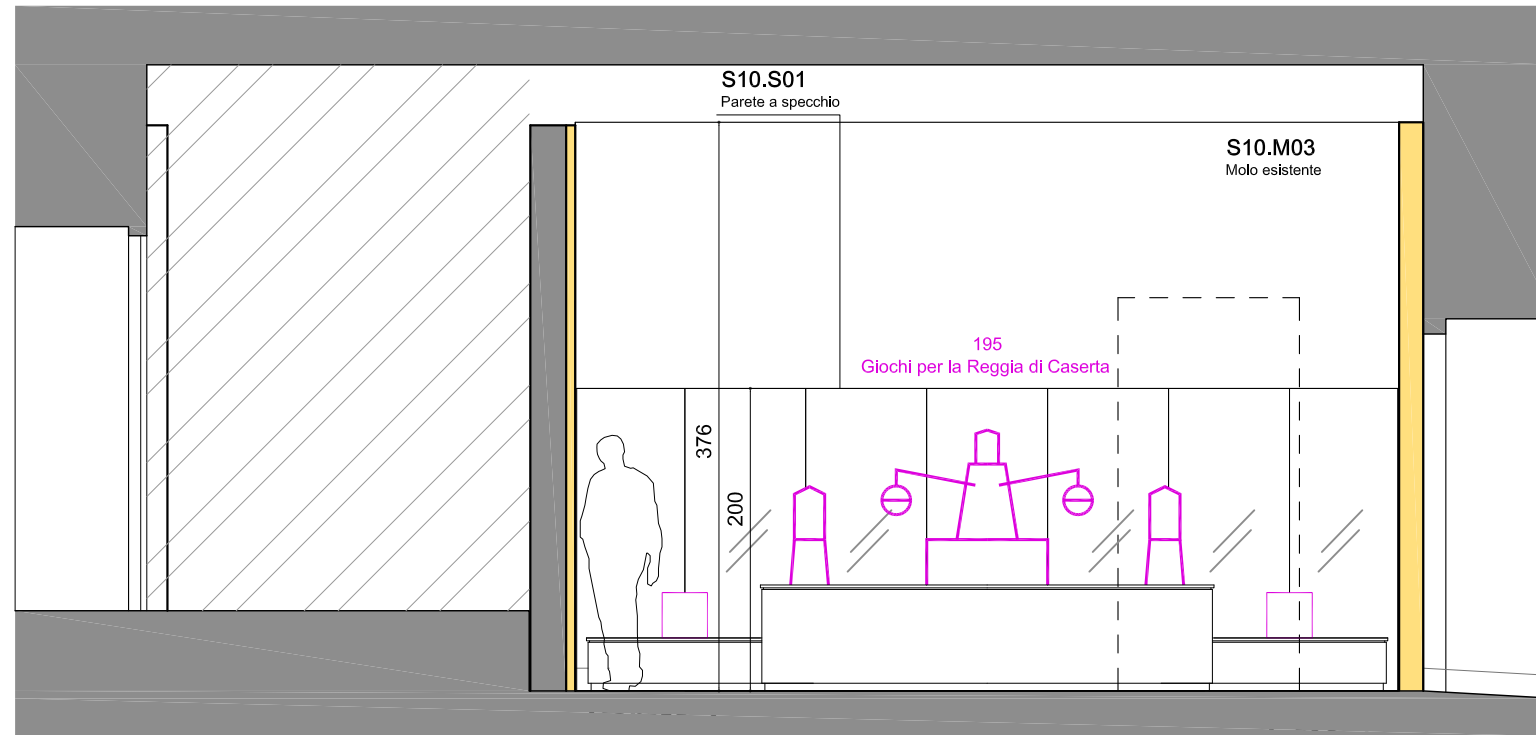 S10.S01
Parete a specchio
S10.M03
Molo esistente
195
Giochi per la Reggia di Caserta
376
200